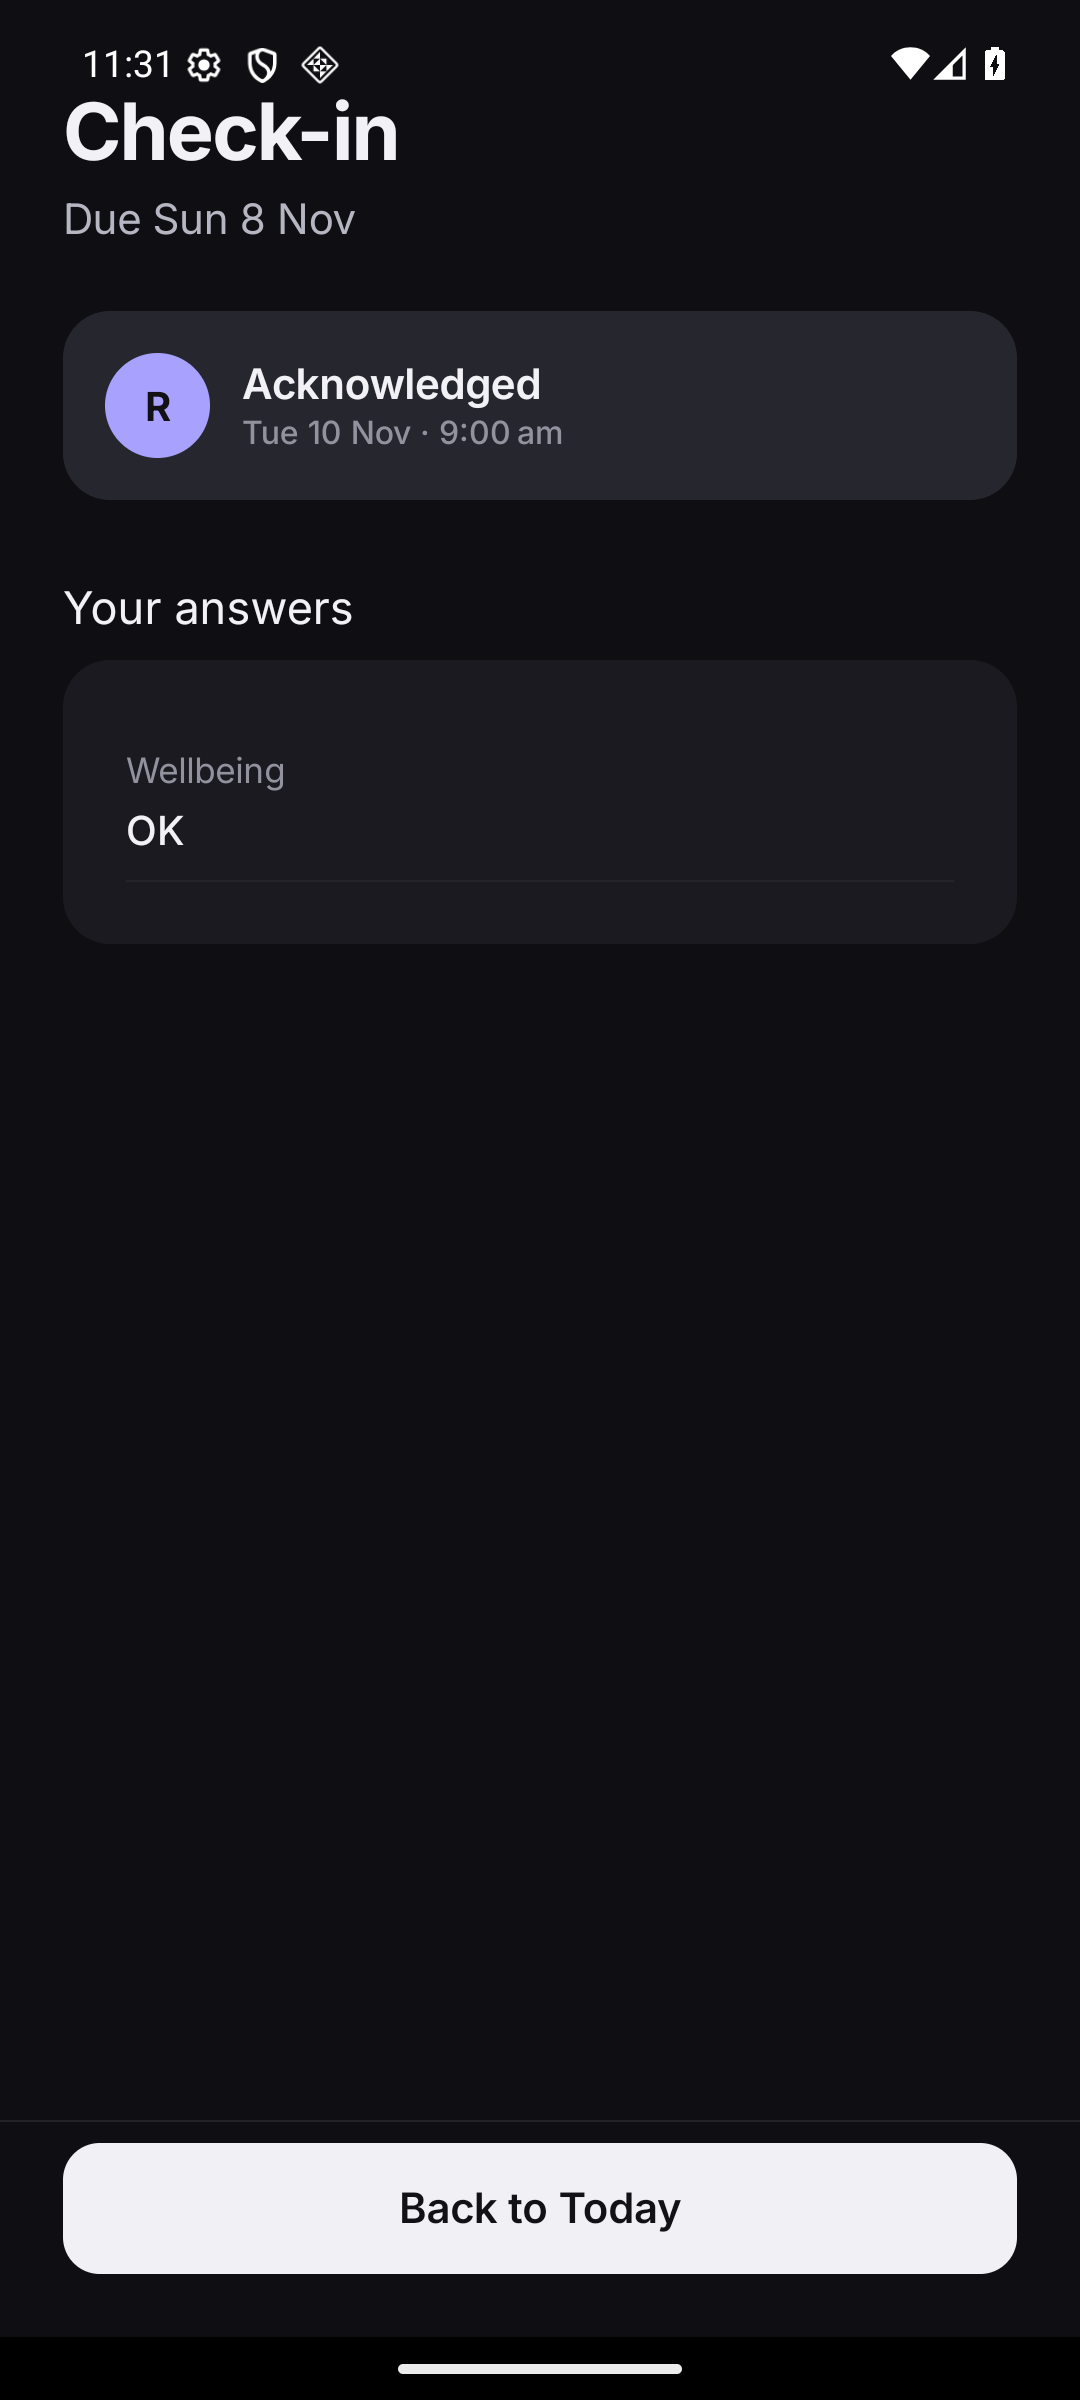 11:31
Check-in
Due Sun 8 Nov
R
Acknowledged
Tue 10 Nov · 9:00 am
Your answers
Wellbeing
OK
Back to Today